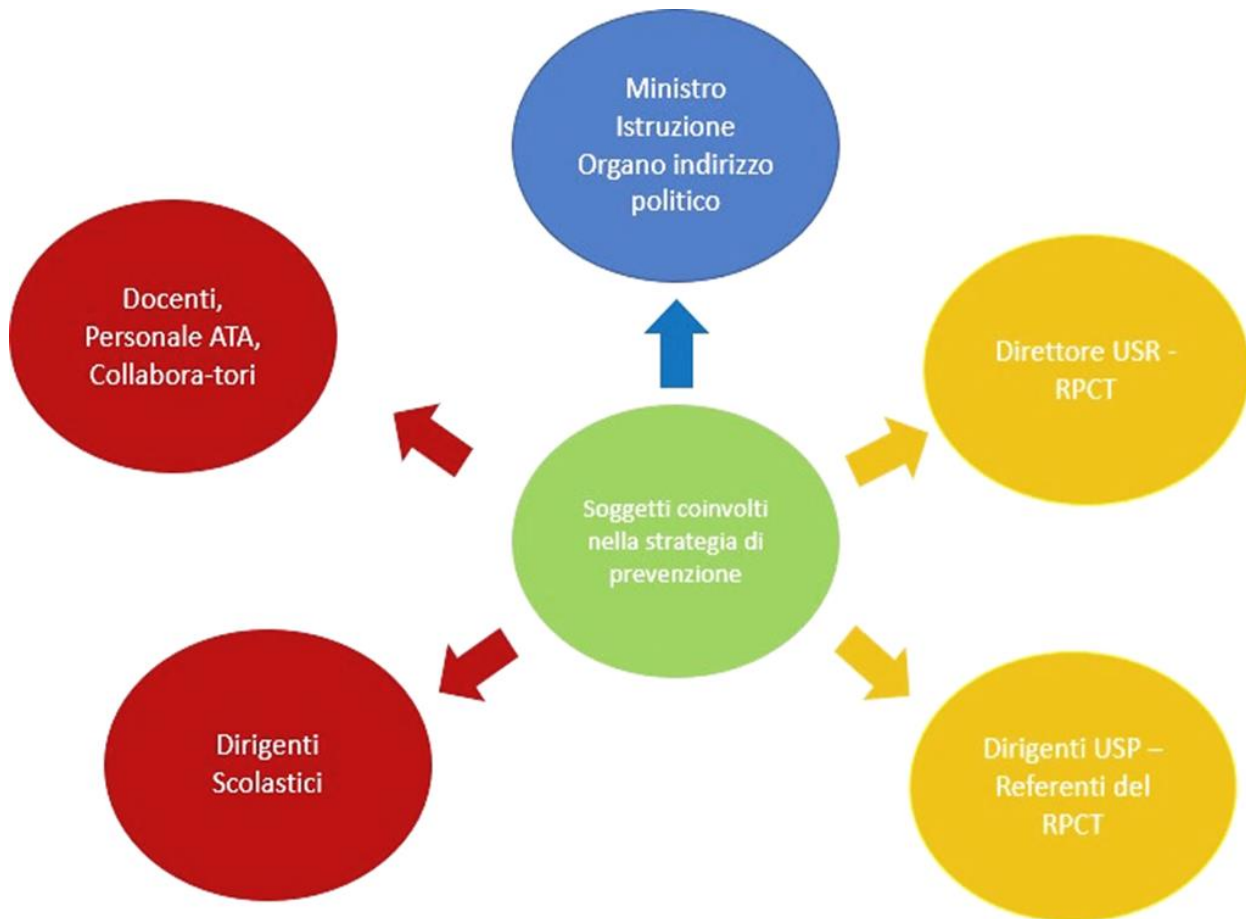 Ministro
Istruzione
Organo indirizzo
politico
Docenti,
Personale ATA,
Collabora-tori
Direttore USR -
RPCT
Soggetti coinvolti
nella strategia di
prevenzione
Dirigenti
Scolastici
Dirigenti USP –
Referenti del
RPCT